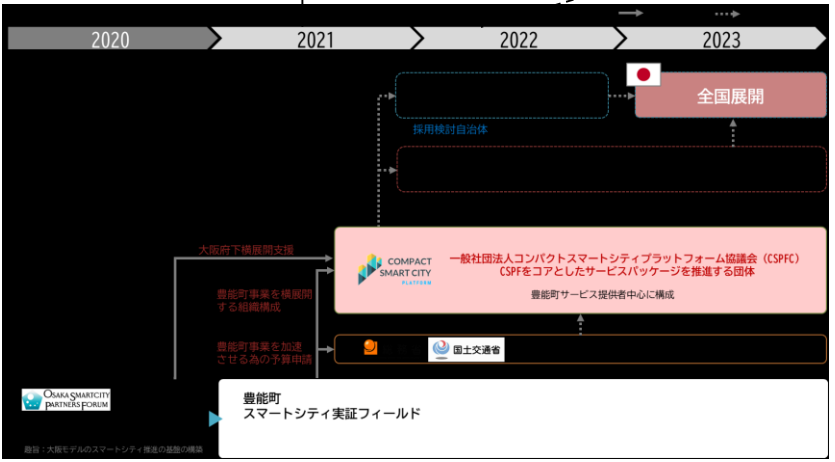 2020
2021
2022
2023
全国展開
採用検討自治体
大阪府下横展開支援
COMPACT
SMART CITY
PLATFORM
一般社団法人コンパクトスマートシティプラットフォーム協議会（CSPFC）
CSPFをコアとしたサービスパッケージを推進する団体
豊能町サービス提供者中心に構成
豊能町事業を横展開
する組織構成
豊能町事業を加速
させる為の予算申請
国土交通省
OSAKA SMARTCITY
PARTNERS FORUM
豊能町
スマートシティ実証フィールド
趣旨：大阪モデルのスマートシティ推進の基盤の構築